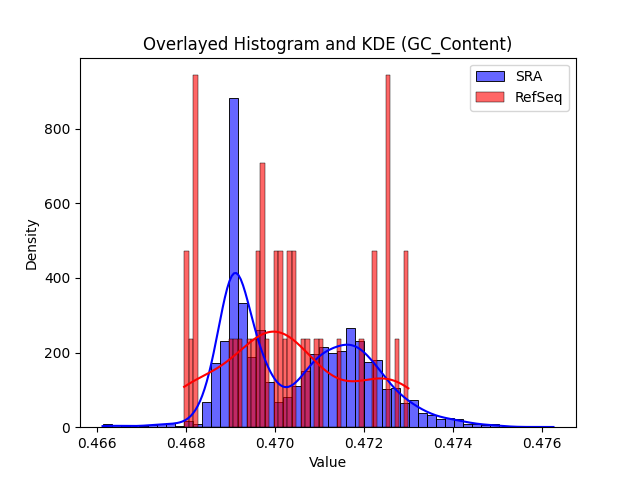 Overlayed Histogram and KDE (GC_Content)
SRA
RefSeq
Density
800
600
400
200
0
0.466 0.468 0.470 0.472 0.474 0.476
Value